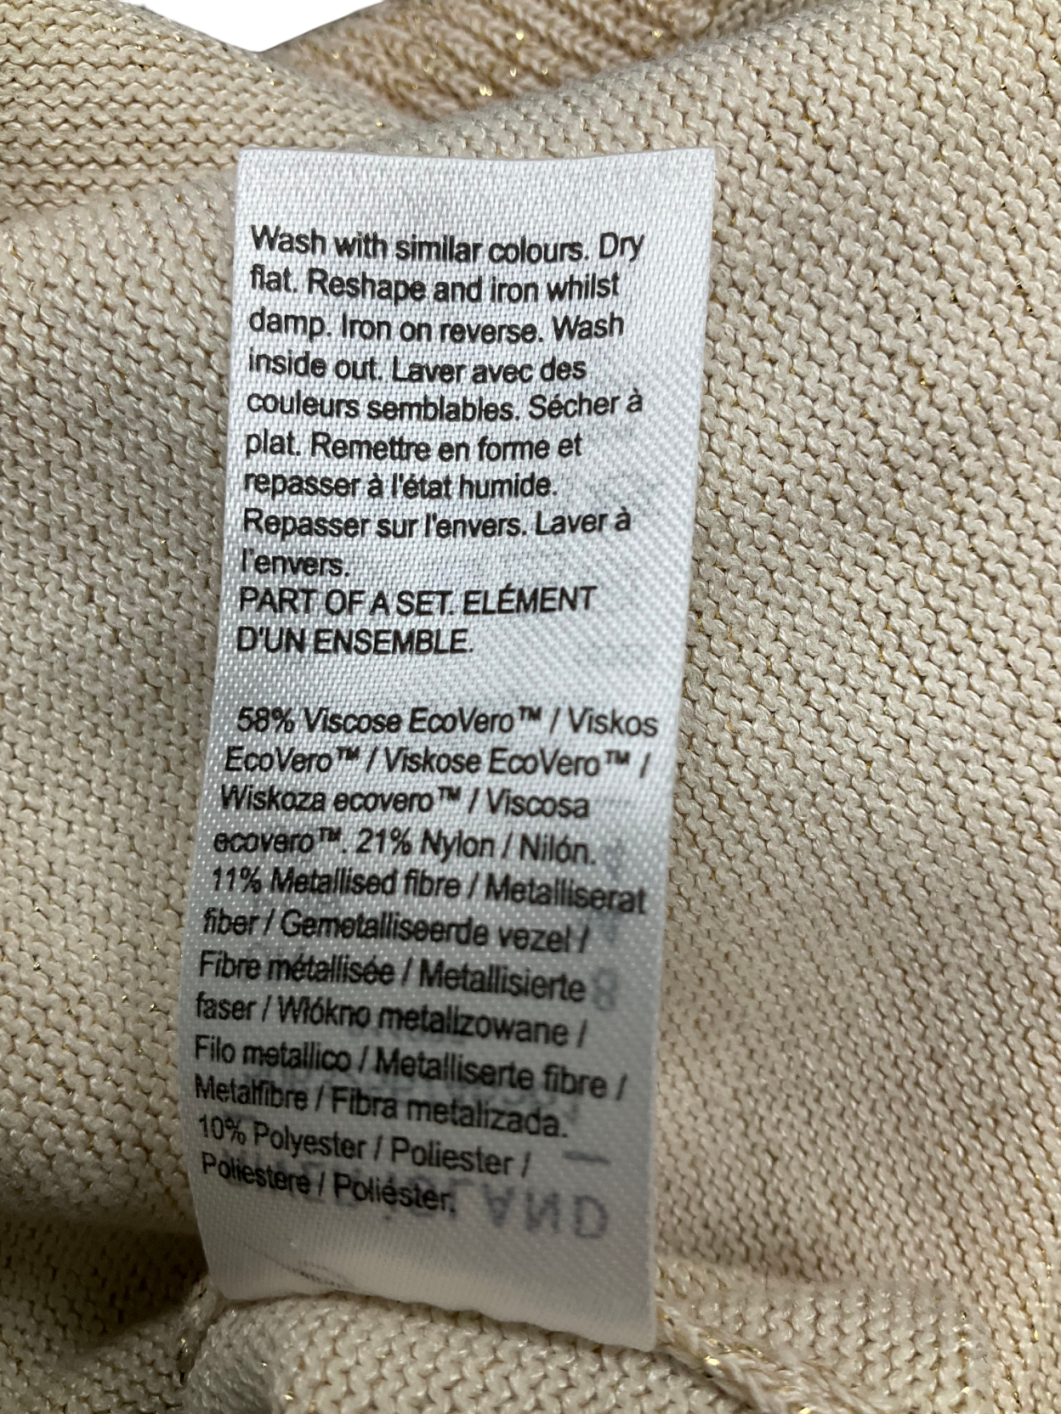 Wash with similar colours. Dry
flat. Reshape and iron whilst
damp. Iron on reverse. Wash
inside out. Laver avec des
couleurs semblables. Sécher à
plat. Remettre en forme et
repasser à l'état humide.
Repasser sur l'envers. Laver à
l'envers.
PART OF A SET. ELÉMENT
D'UN ENSEMBLE.
58% Viscose EcoVero™ / Viskos
EcoVero™ / Viskose EcoVero™ /
Wiskoza ecovero™ / Viscosa
ecovero™. 21% Nylon / Nilón.
11% Metallised fibre / Metalliserat
fiber / Gemetalliseerde vezel /
Fibre métallisée / Metallisierte
faser / Włókno metalizowane /
Filo metallico / Metalliserte fibre /
Metalfibre / Fibra metalizada.
10% Polyester / Poliester /
Poliestere / Poliéster.